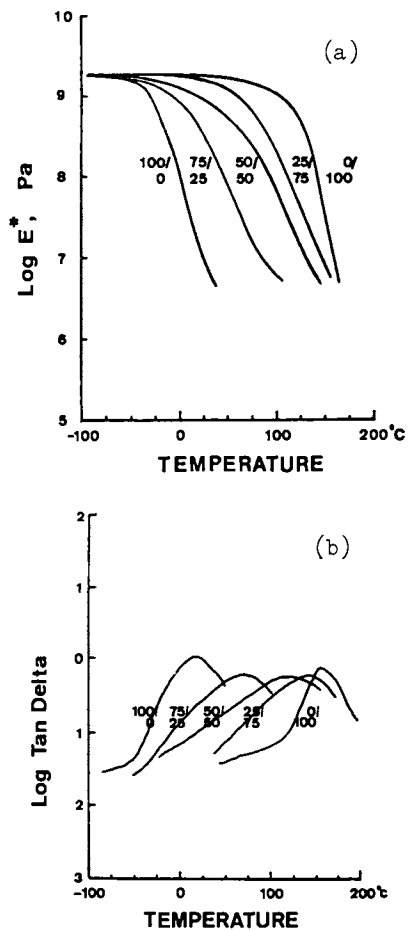 (a)
10
9
8
7
6
5
Log E*, Pa
100/ 75/ 50/ 25/ 0/
0 25 50 75 100
-100 0 100 200°C
TEMPERATURE
(b)
2
1
0
1
2
3
Log Tan Delta
100/ 75/ 50/ 25/ 0/
0 25 50 75 100
-100 0 100 200°C
TEMPERATURE